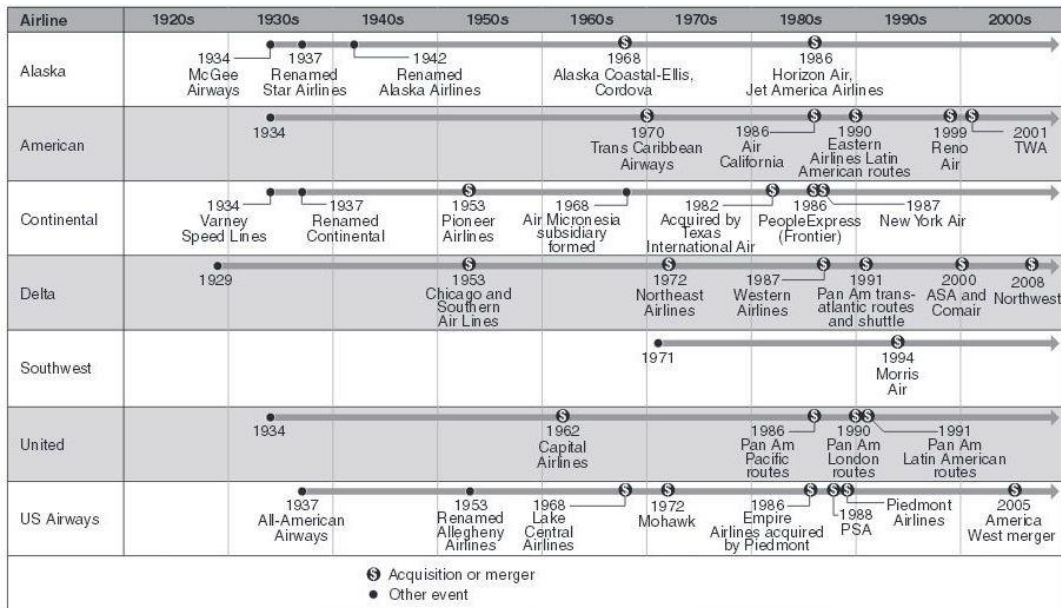 Airline 1920s 1930s 1940s 1950s 1960s 1970s 1980s 1990s 2000s
Alaska
1934 McGee Airways
1937 Renamed Star Airlines
1942 Renamed Alaska Airlines
1968 Alaska Coastal-Ellis, Cordova
1986 Horizon Air, Jet America Airlines
American
1934
1970 Trans Caribbean Airways
1986 Air California
1990 Eastern Airlines Latin American routes
1999 Reno Air
2001 TWA
Continental
1934 Varney Speed Lines
1937 Renamed Continental
1953 Pioneer Airlines
1968 Air Micronesia subsidiary formed
1982 Acquired by Texas International Air
1986 PeopleExpress (Frontier)
1987 New York Air
Delta
1929
1953 Chicago and Southern Air Lines
1972 Northeast Airlines
1987 Western Airlines
1991 Pan Am trans-atlantic routes and shuttle
2000 ASA and Comair
2008 Northwest
Southwest
1971
1994 Morris Air
United
1934
1962 Capital Airlines
1986 Pan Am Pacific routes
1990 Pan Am London routes
1991 Pan Am Latin American routes
US Airways
1937 All-American Airways
1953 Renamed Allegheny Airlines
1968 Lake Central Airlines
1972 Mohawk
1986 Empire Airlines acquired by Piedmont
1988 PSA
Piedmont Airlines
2005 America West merger
$ Acquisition or merger
Other event